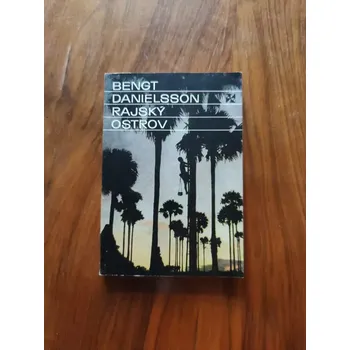 BENGT
DANIELSSON
RAJSKÝ
OSTROV